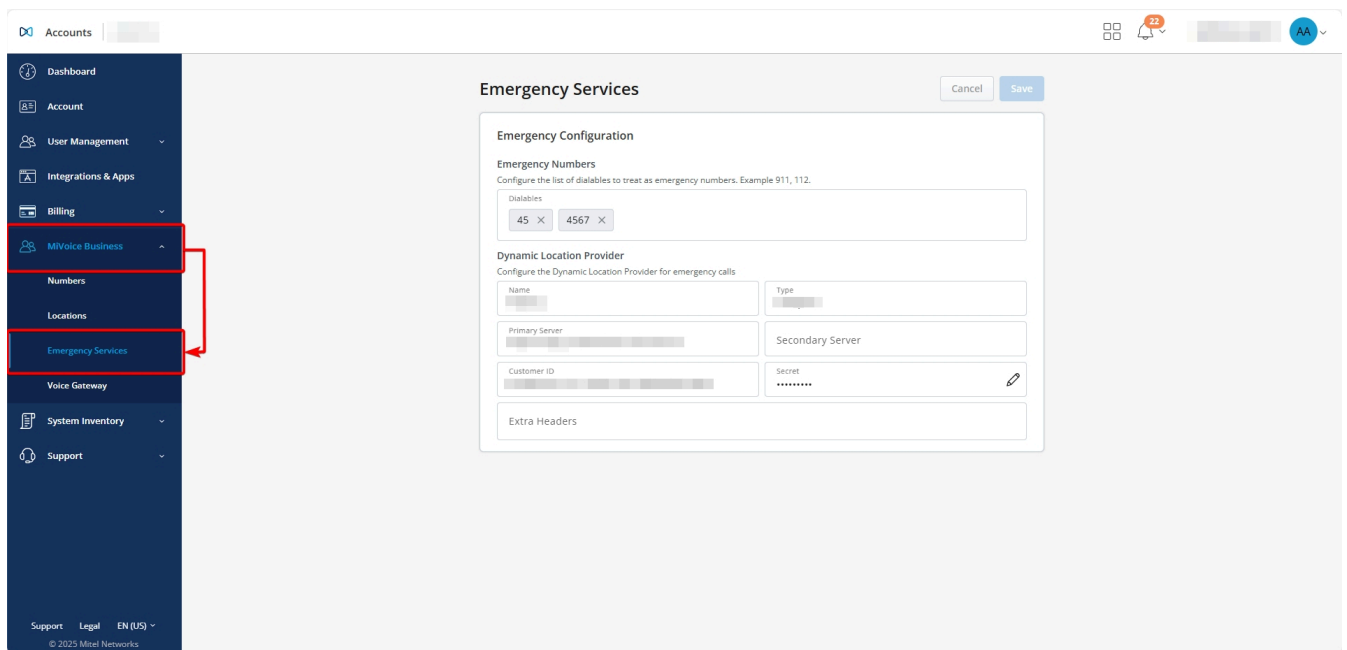 Accounts
22
AA
Dashboard
Account
User Management
Integrations & Apps
Billing
MiVoice Business
Numbers
Locations
Emergency Services
Voice Gateway
System Inventory
Support
Support Legal EN (US)
© 2025 Mitel Networks
Emergency Services
Cancel
Save
Emergency Configuration
Emergency Numbers
Configure the list of dialables to treat as emergency numbers. Example 911, 112.
Dialables
45 × 4567 ×
Dynamic Location Provider
Configure the Dynamic Location Provider for emergency calls
Name
Type
Primary Server
Secondary Server
Customer ID
Secret
•••••••••
Extra Headers